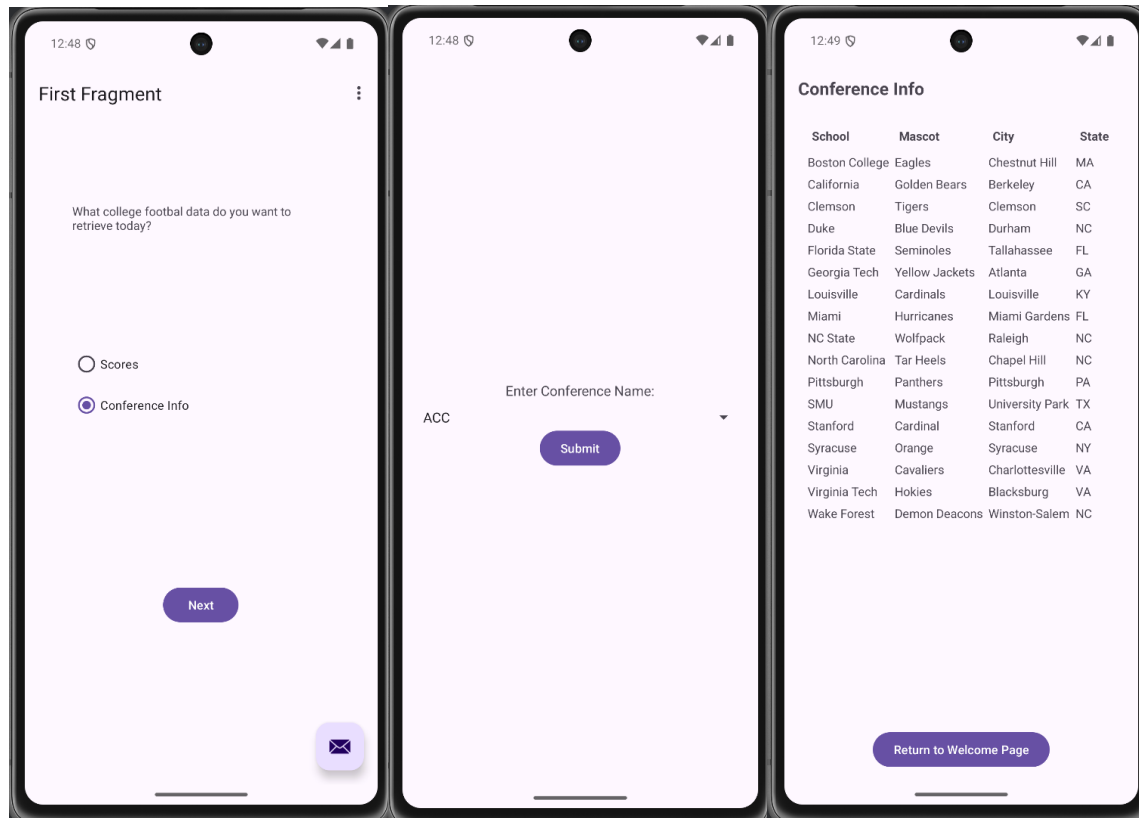 12:48
First Fragment
What college footbal data do you want to
retrieve today?
Scores
Conference Info
Next
12:48
Enter Conference Name:
ACC
Submit
12:49
Conference Info
School Mascot City State
Boston College Eagles Chestnut Hill MA
California Golden Bears Berkeley CA
Clemson Tigers Clemson SC
Duke Blue Devils Durham NC
Florida State Seminoles Tallahassee FL
Georgia Tech Yellow Jackets Atlanta GA
Louisville Cardinals Louisville KY
Miami Hurricanes Miami Gardens FL
NC State Wolfpack Raleigh NC
North Carolina Tar Heels Chapel Hill NC
Pittsburgh Panthers Pittsburgh PA
SMU Mustangs University Park TX
Stanford Cardinal Stanford CA
Syracuse Orange Syracuse NY
Virginia Cavaliers Charlottesville VA
Virginia Tech Hokies Blacksburg VA
Wake Forest Demon Deacons Winston-Salem NC
Return to Welcome Page